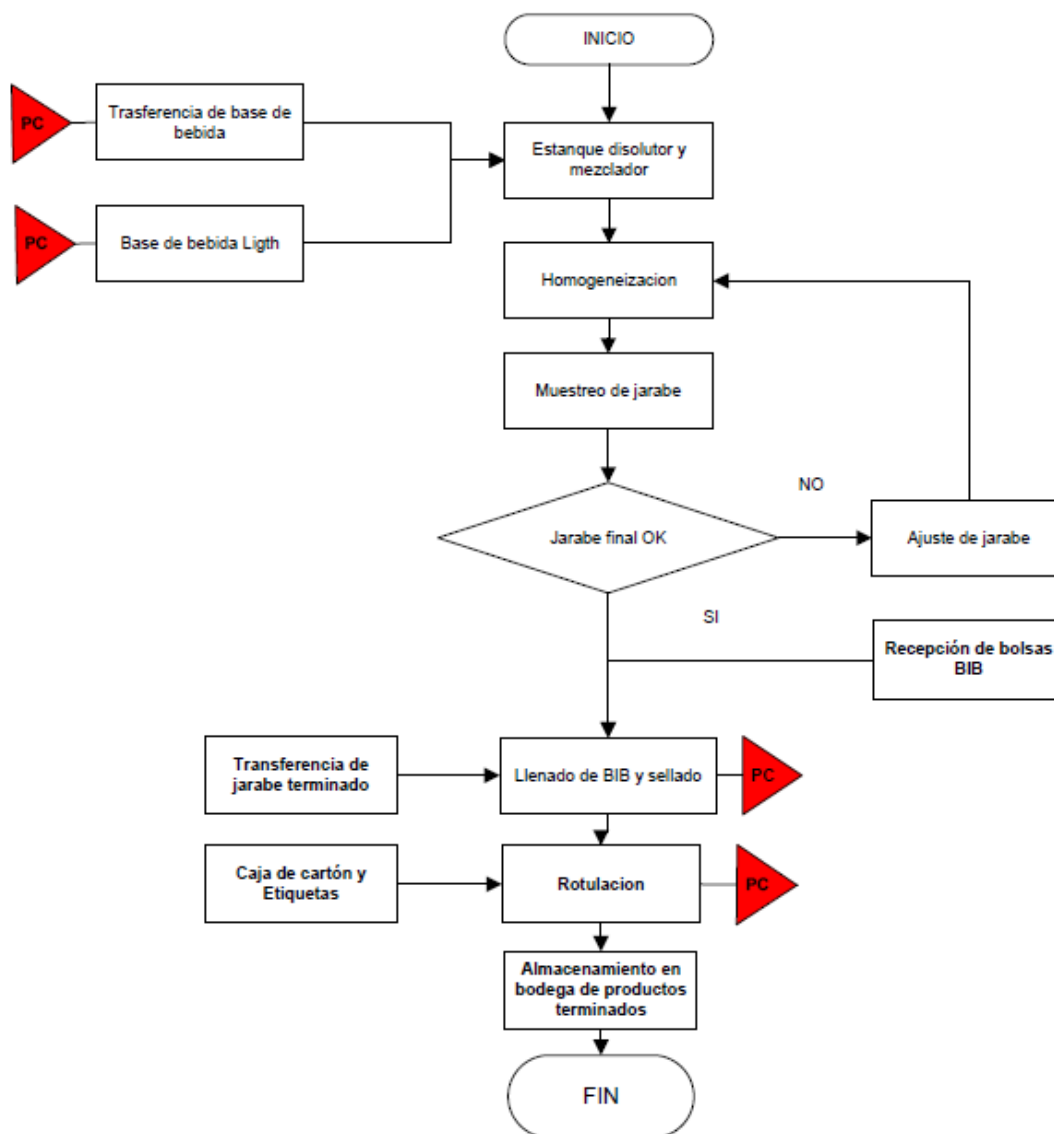 INICIO
PC
Trasferencia de base de
bebida
Estanque disolutor y
mezclador
PC
Base de bebida Ligth
Homogeneizacion
Muestreo de jarabe
NO
Jarabe final OK
Ajuste de jarabe
SI
Recepción de bolsas
BIB
Transferencia de
jarabe terminado
Llenado de BIB y sellado
PC
Caja de cartón y
Etiquetas
Rotulacion
PC
Almacenamiento en
bodega de productos
terminados
FIN